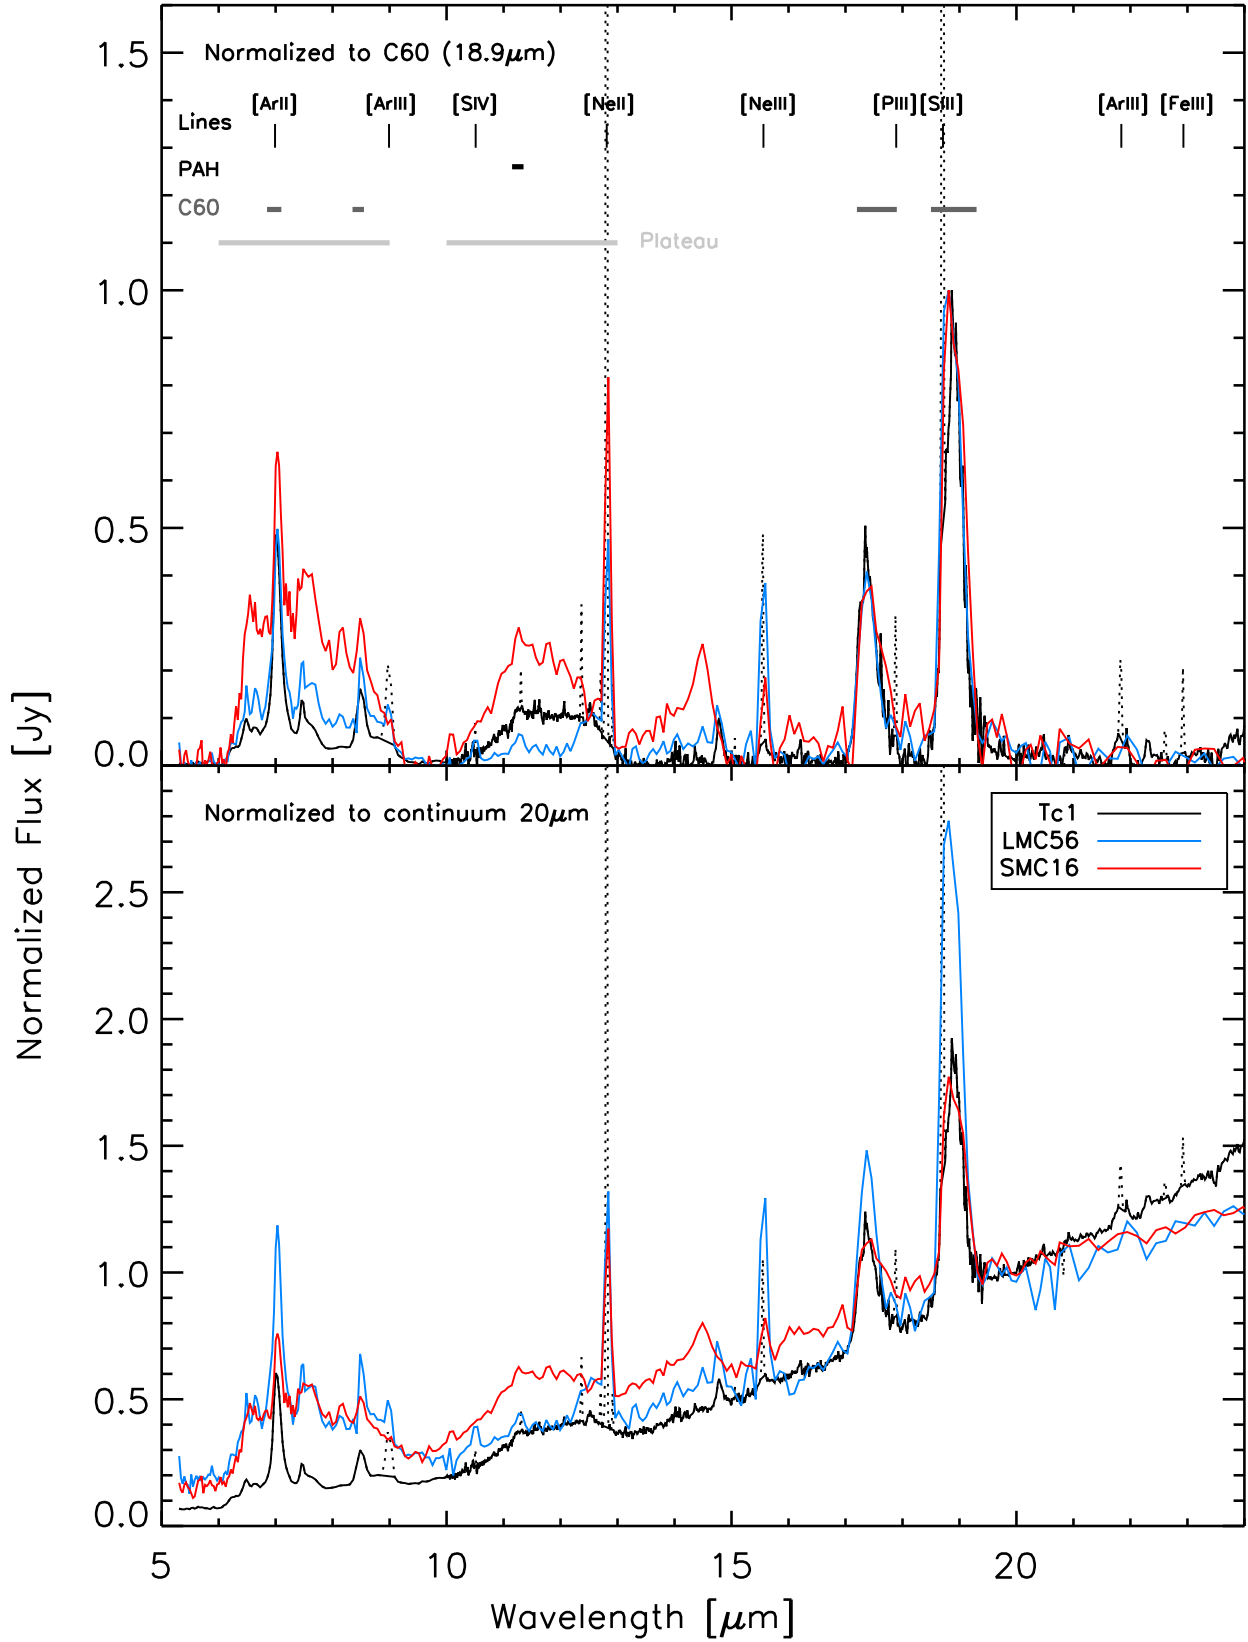 Normalized to C60 (18.9μm)
[ArII] [ArIII] [SIV] [NeII] [NeIII] [PIII] [SIII] [ArIII] [FeIII]
Lines
PAH
C60
Plateau
1.5
1.0
0.5
0.0
Normalized to continuum 20μm
Tc1
LMC56
SMC16
2.5
2.0
1.5
1.0
0.5
0.0
5 10 15 20
Wavelength [μm]
Normalized Flux [Jy]